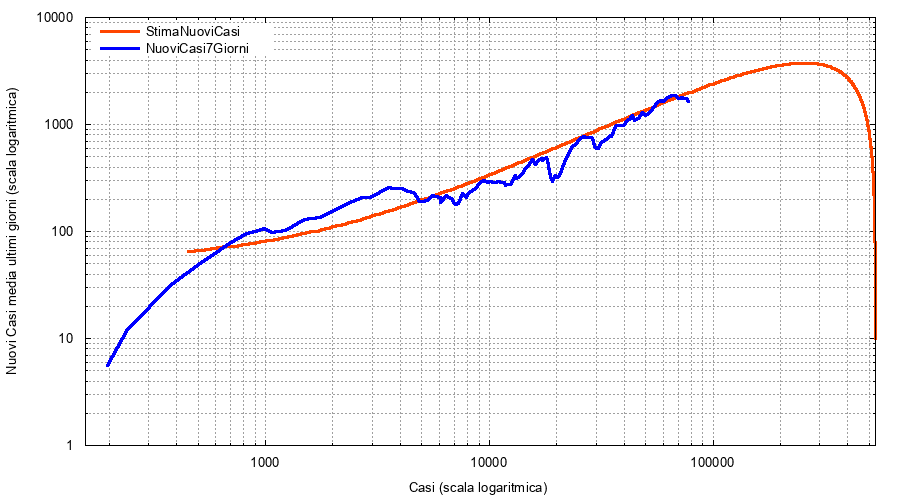 10000
StimaNuoviCasi
NuoviCasi7Giorni
1000
100
10
1
Nuovi Casi media ultimi giorni (scala logaritmica)
1000
10000
100000
Casi (scala logaritmica)